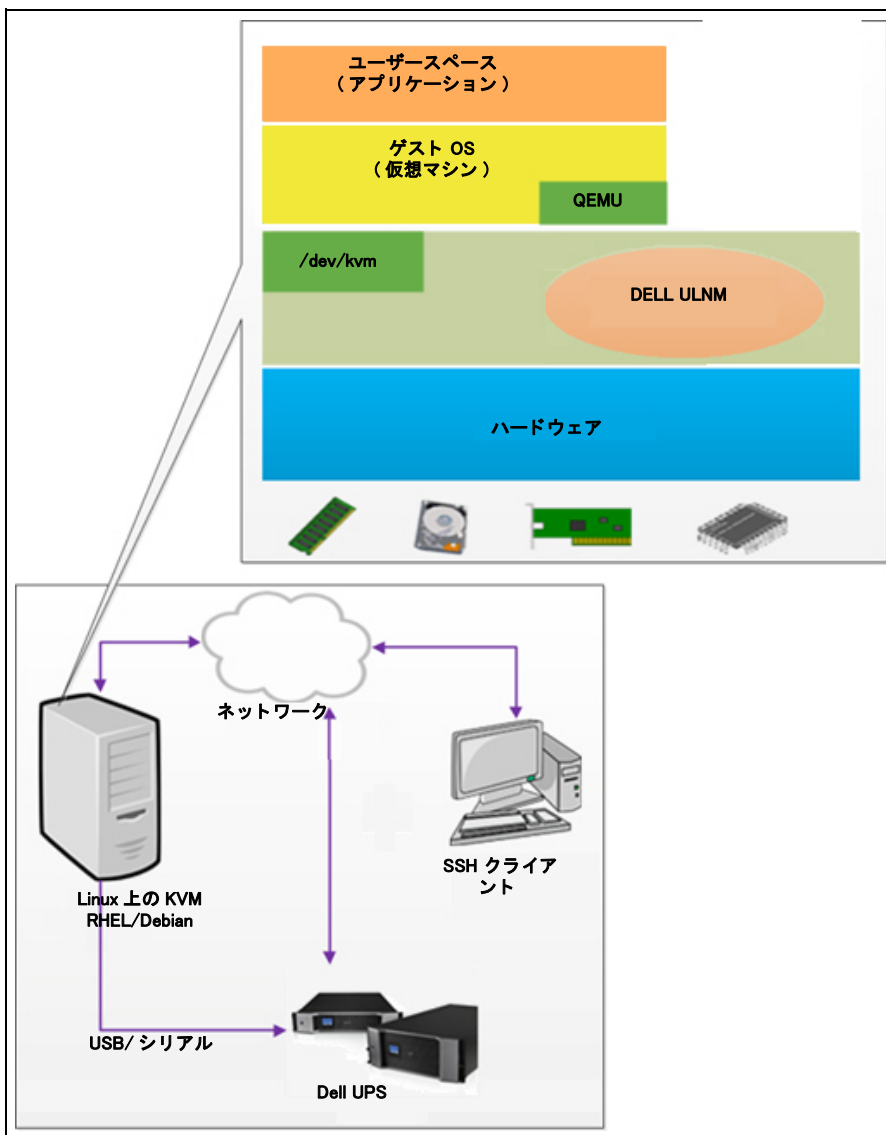 ユーザースペース
( アプリケーション )
ゲスト OS
( 仮想マシン )
QEMU
/dev/kvm
DELL ULNM
ハードウェア
ネットワーク
SSH クライア
ント
Linux 上の KVM
RHEL/Debian
USB/ シリアル
Dell UPS